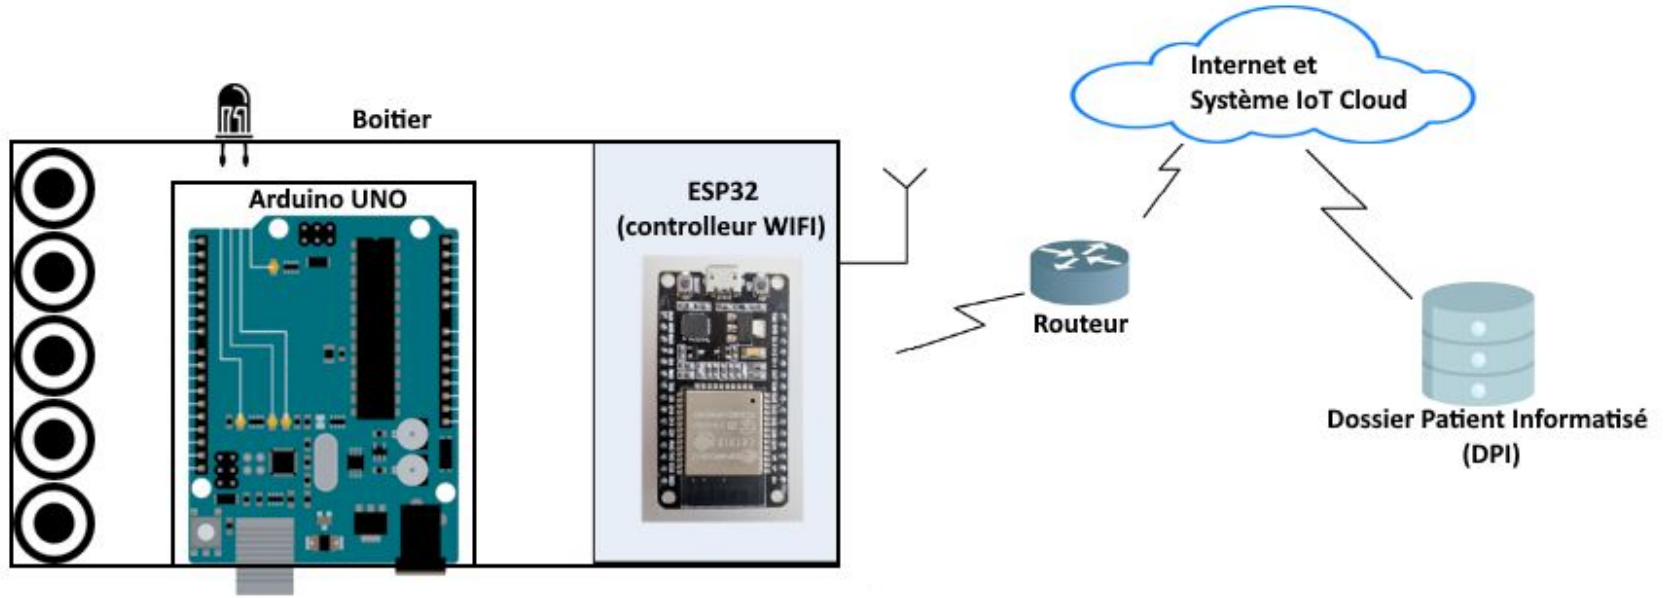 Boitier
Arduino UNO
ESP32
(controlleur WIFI)
Routeur
Internet et
Système IoT Cloud
Dossier Patient Informatisé
(DPI)